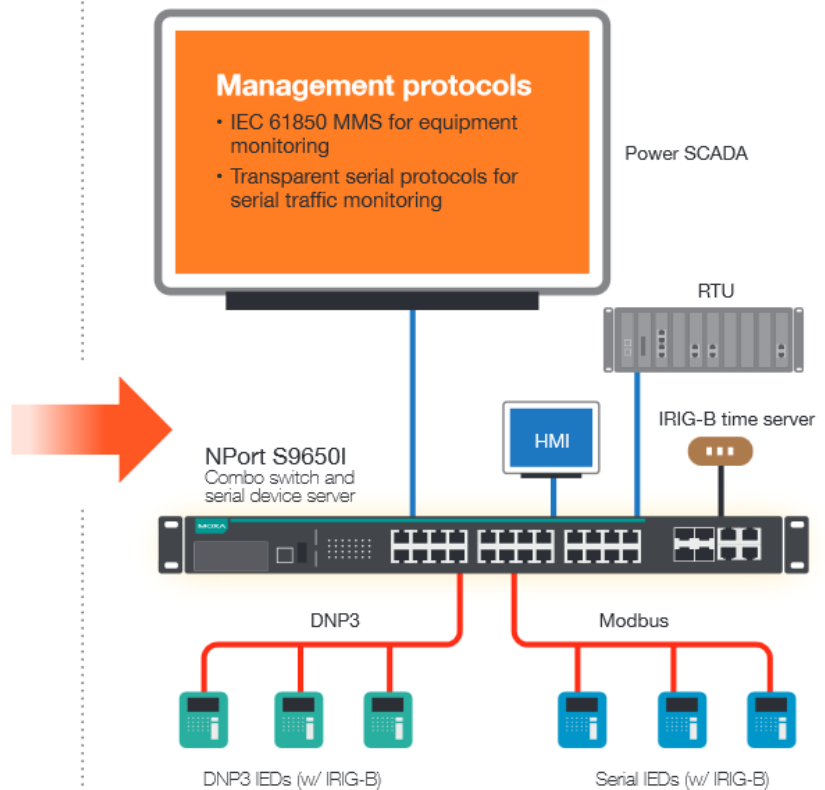 Management protocols
• IEC 61850 MMS for equipment
monitoring
• Transparent serial protocols for
serial traffic monitoring
Power SCADA
RTU
IRIG-B time server
HMI
NPort S9650I
Combo switch and
serial device server
MOXA
DNP3
Modbus
DNP3 IEDs (w/ IRIG-B)
Serial IEDs (w/ IRIG-B)